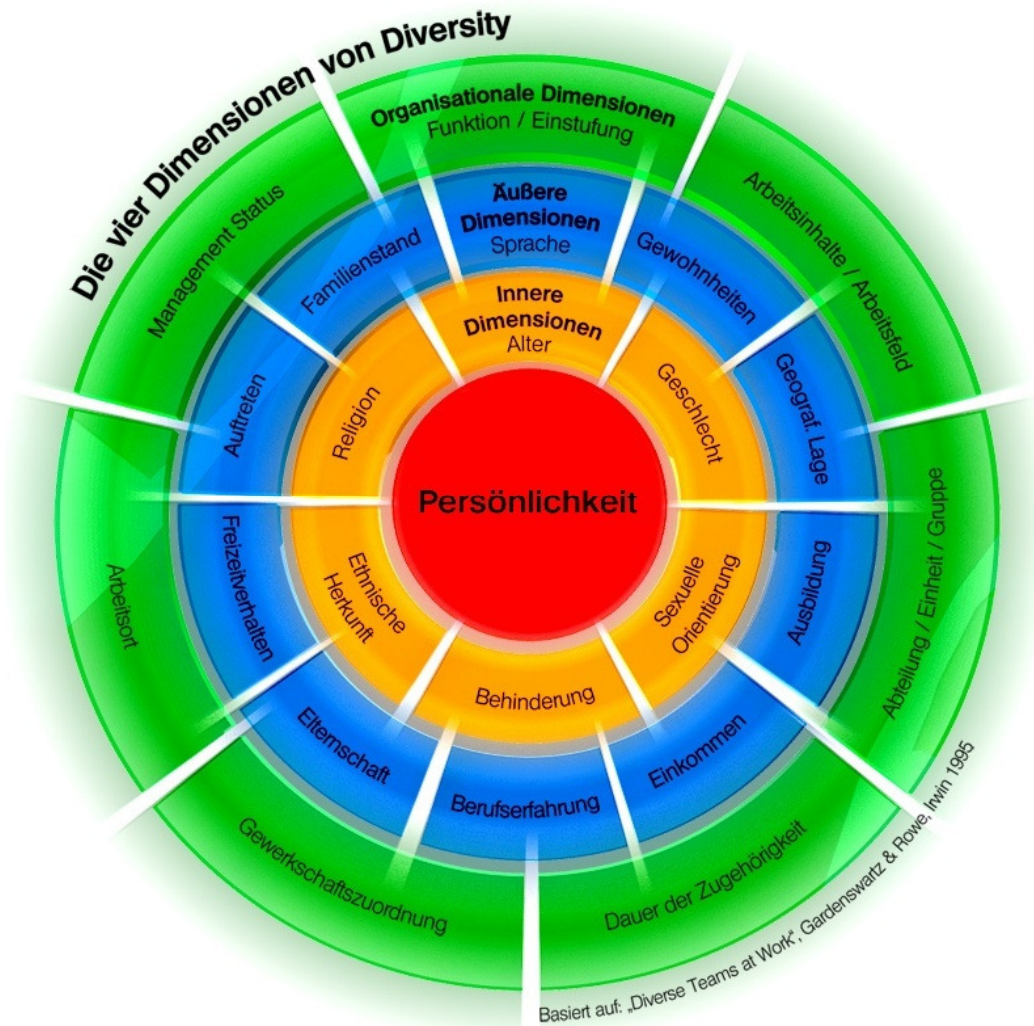 Die vier Dimensionen von Diversity
Organisationale Dimensionen
Funktion / Einstufung
Arbeitsinhalte / Arbeitsfeld
Abteilung / Einheit / Gruppe
Dauer der Zugehörigkeit
Gewerkschaftszuordnung
Arbeitsort
Management Status
Äußere
Dimensionen
Sprache
Gewohnheiten
Geograf. Lage
Ausbildung
Einkommen
Berufserfahrung
Elternschaft
Freizeitverhalten
Auftreten
Familienstand
Innere
Dimensionen
Alter
Geschlecht
Sexuelle
Orientierung
Behinderung
Ethnische
Herkunft
Religion
Persönlichkeit
Basiert auf: „Diverse Teams at Work“, Gardenswartz & Rowe, Irwin 1995